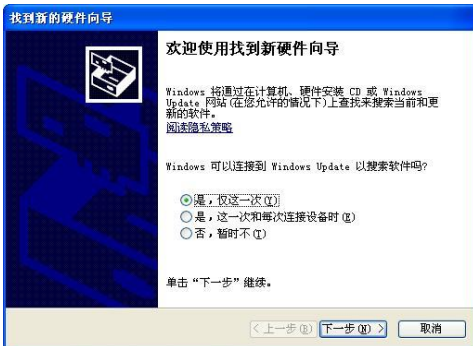 找到新的硬件向导
欢迎使用找到新硬件向导
Windows 将通过在计算机、硬件安装 CD 或 Windows
Update 网站(在您允许的情况下)上查找来搜索当前和更
新的软件。
阅读隐私策略
Windows 可以连接到 Windows Update 以搜索软件吗?
是，仅这一次(Y)
是，这一次和每次连接设备时(E)
否，暂时不(T)
单击“下一步”继续。
< 上一步(B) 下一步(N) > 取消